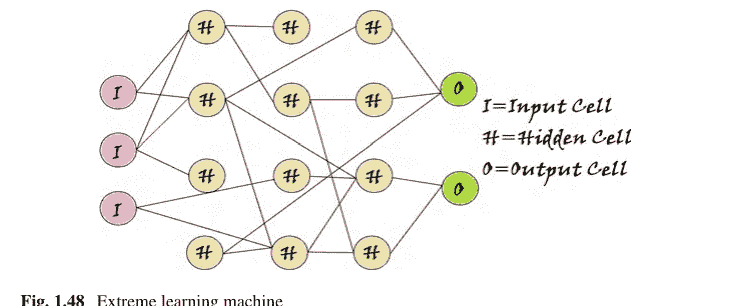 H H H
I H H H O
I=Input Cell
H=Hidden Cell
I H H H O
O=Output Cell
I
H H H
Fig. 1.48 Extreme learning machine